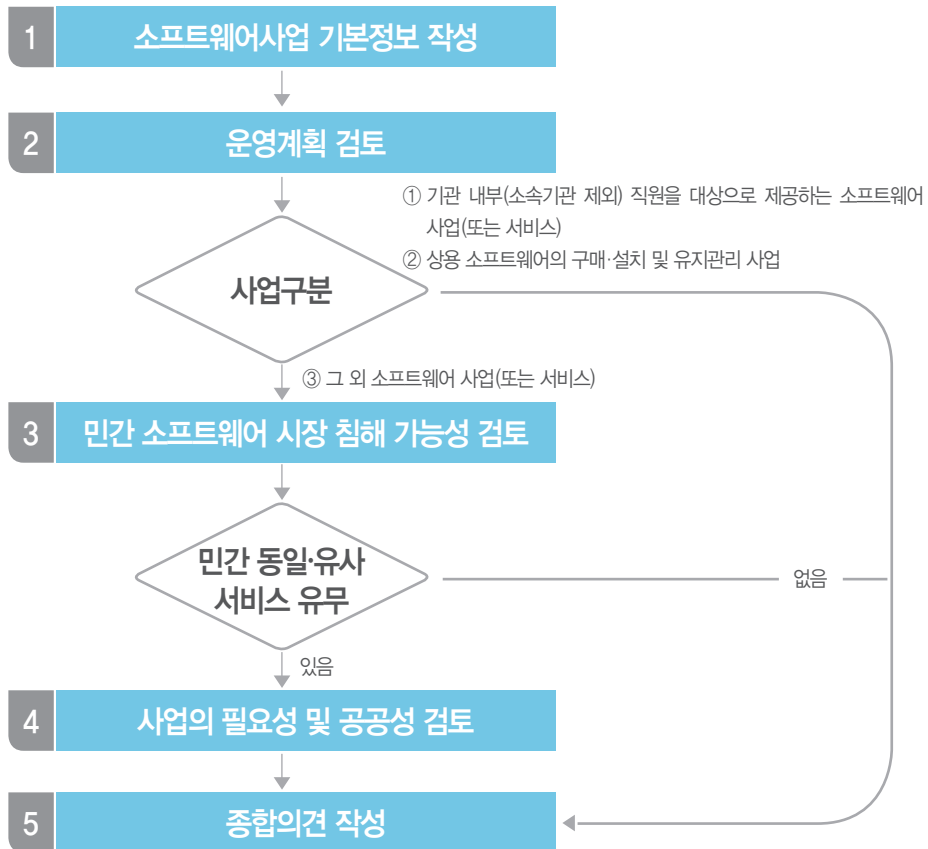 1 소프트웨어사업 기본정보 작성
2 운영계획 검토
① 기관 내부(소속기관 제외) 직원을 대상으로 제공하는 소프트웨어
사업(또는 서비스)
② 상용 소프트웨어의 구매·설치 및 유지관리 사업
사업구분
③ 그 외 소프트웨어 사업(또는 서비스)
3 민간 소프트웨어 시장 침해 가능성 검토
민간 동일·유사
서비스 유무
없음
있음
4 사업의 필요성 및 공공성 검토
5 종합의견 작성